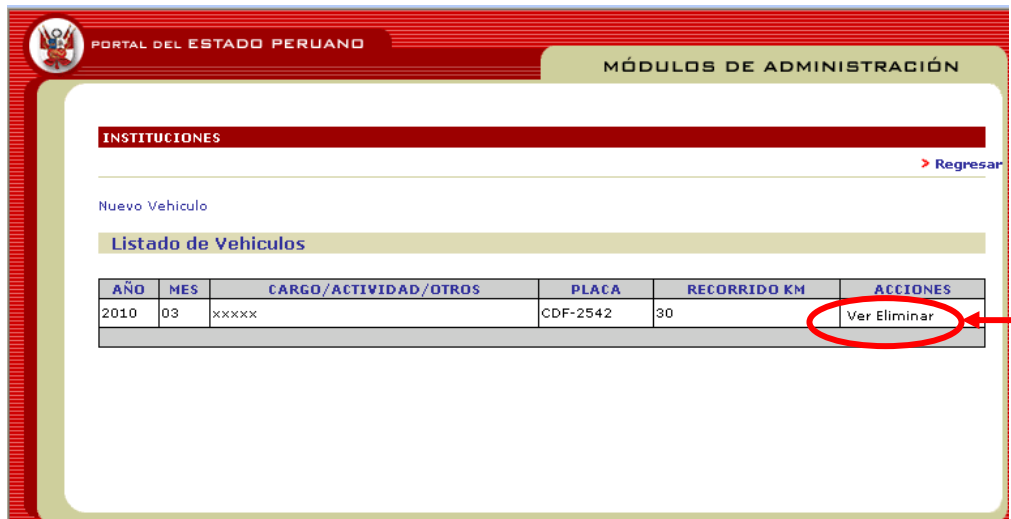 PORTAL DEL ESTADO PERUANO
MÓDULOS DE ADMINISTRACIÓN
INSTITUCIONES
> Regresar
Nuevo Vehiculo
Listado de Vehiculos
AÑO MES CARGO/ACTIVIDAD/OTROS PLACA RECORRIDO KM ACCIONES
2010 03 xxxxx CDF-2542 30 Ver Eliminar